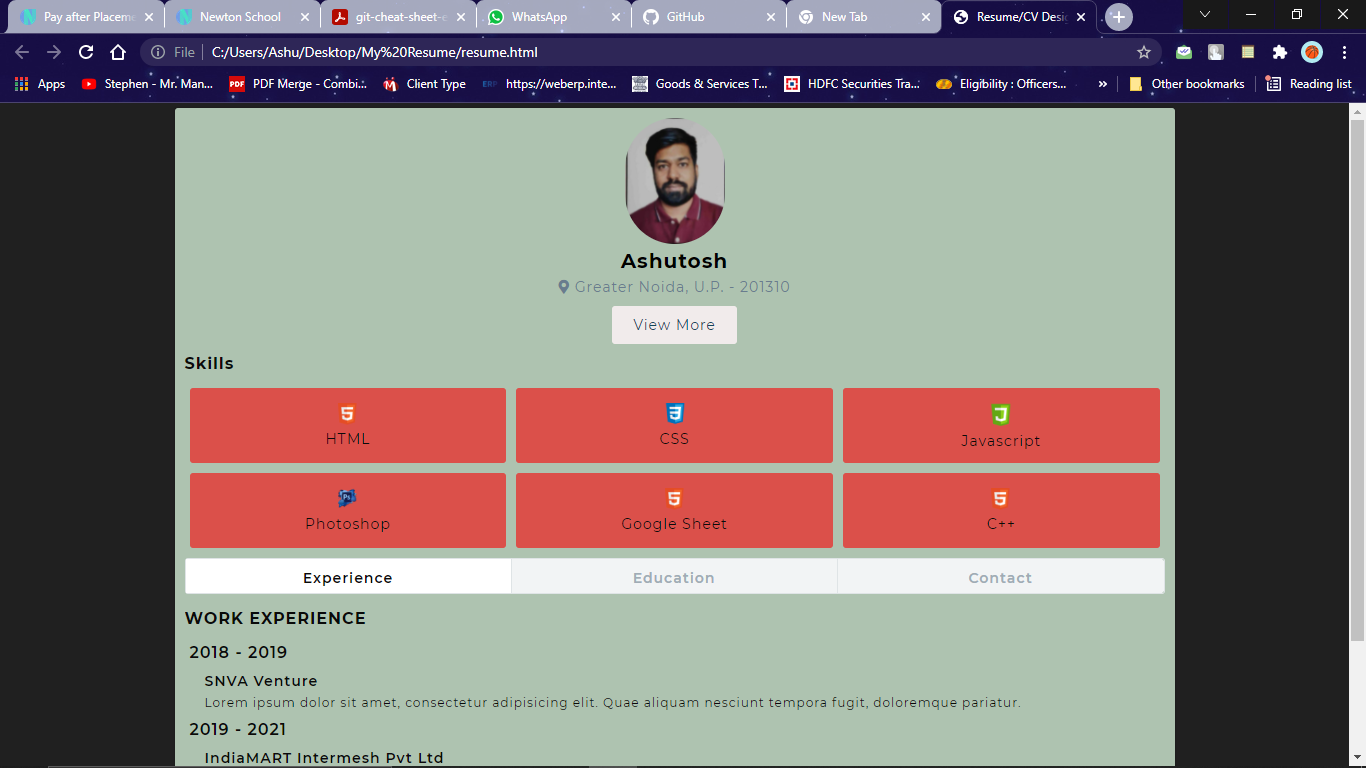 Pay after Placeme
Newton School
git-cheat-sheet-e
WhatsApp
GitHub
New Tab
Resume/CV Desi
File
C:/Users/Ashu/Desktop/My%20Resume/resume.html
Apps
Stephen - Mr. Man...
PDF Merge - Combi...
Client Type
https://weberp.inte...
Goods & Services T...
HDFC Securities Tra...
Eligibility : Officers...
»
Other bookmarks
Reading list
Ashutosh
Greater Noida, U.P. - 201310
View More
Skills
HTML
CSS
Javascript
Photoshop
Google Sheet
C++
Experience
Education
Contact
WORK EXPERIENCE
2018 - 2019
SNVA Venture
Lorem ipsum dolor sit amet, consectetur adipisicing elit. Quae aliquam nesciunt tempora fugit, doloremque pariatur.
2019 - 2021
IndiaMART Intermesh Pvt Ltd